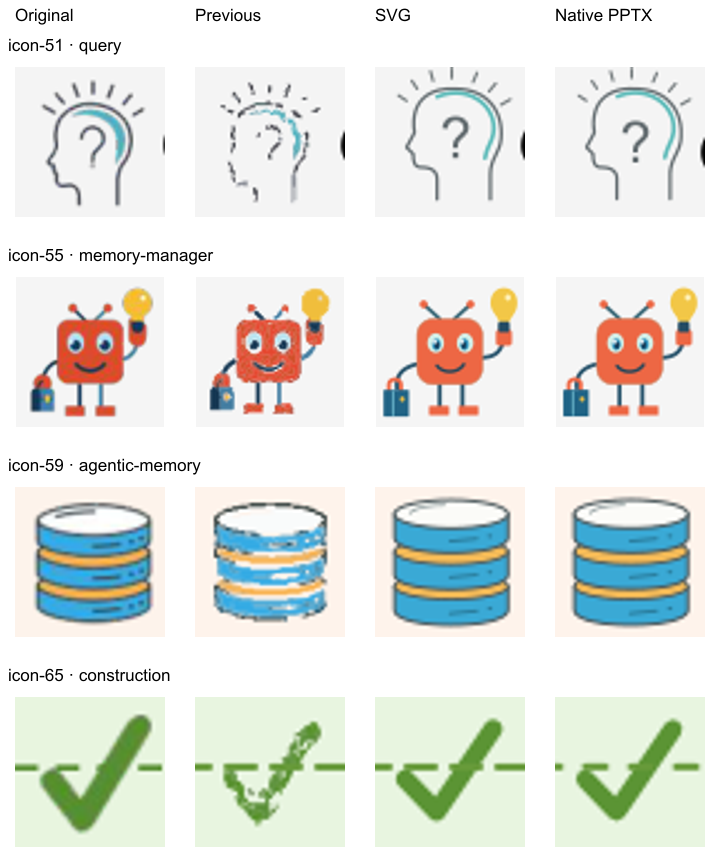 Original Previous SVG Native PPTX
icon-51 · query
?
?
?
?
icon-55 · memory-manager
icon-59 · agentic-memory
icon-65 · construction